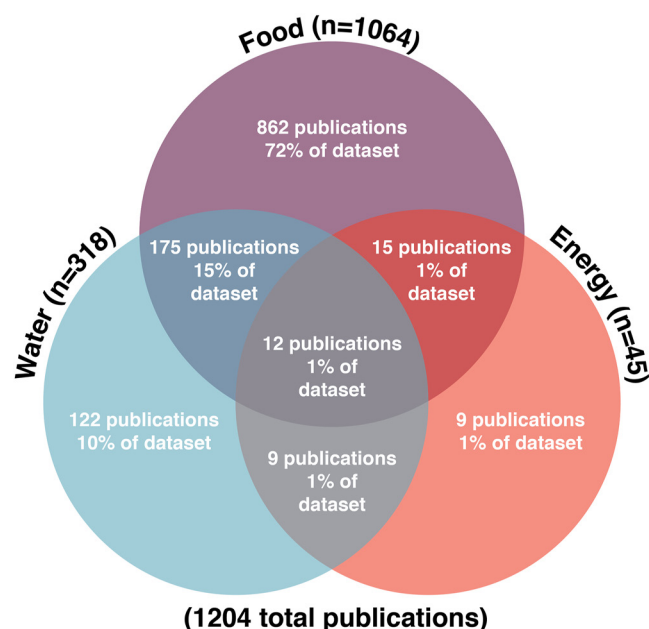 Food (n=1064)
862 publications
72% of dataset
Water (n=318)
175 publications
15% of
dataset
15 publications
1% of
dataset
Energy (n=45)
12 publications
1% of
dataset
122 publications
10% of dataset
9 publications
1% of dataset
9 publications
1% of
dataset
(1204 total publications)